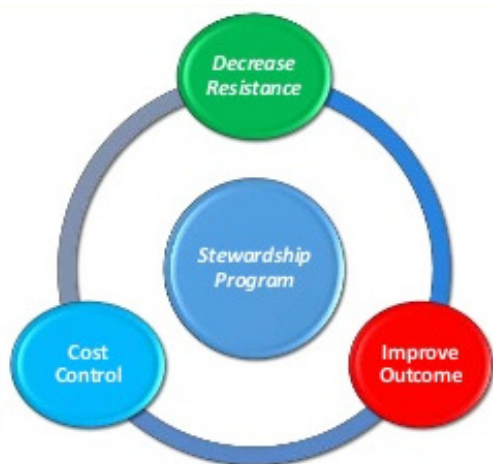 Decrease
Resistance
Stewardship
Program
Cost
Control
Improve
Outcome